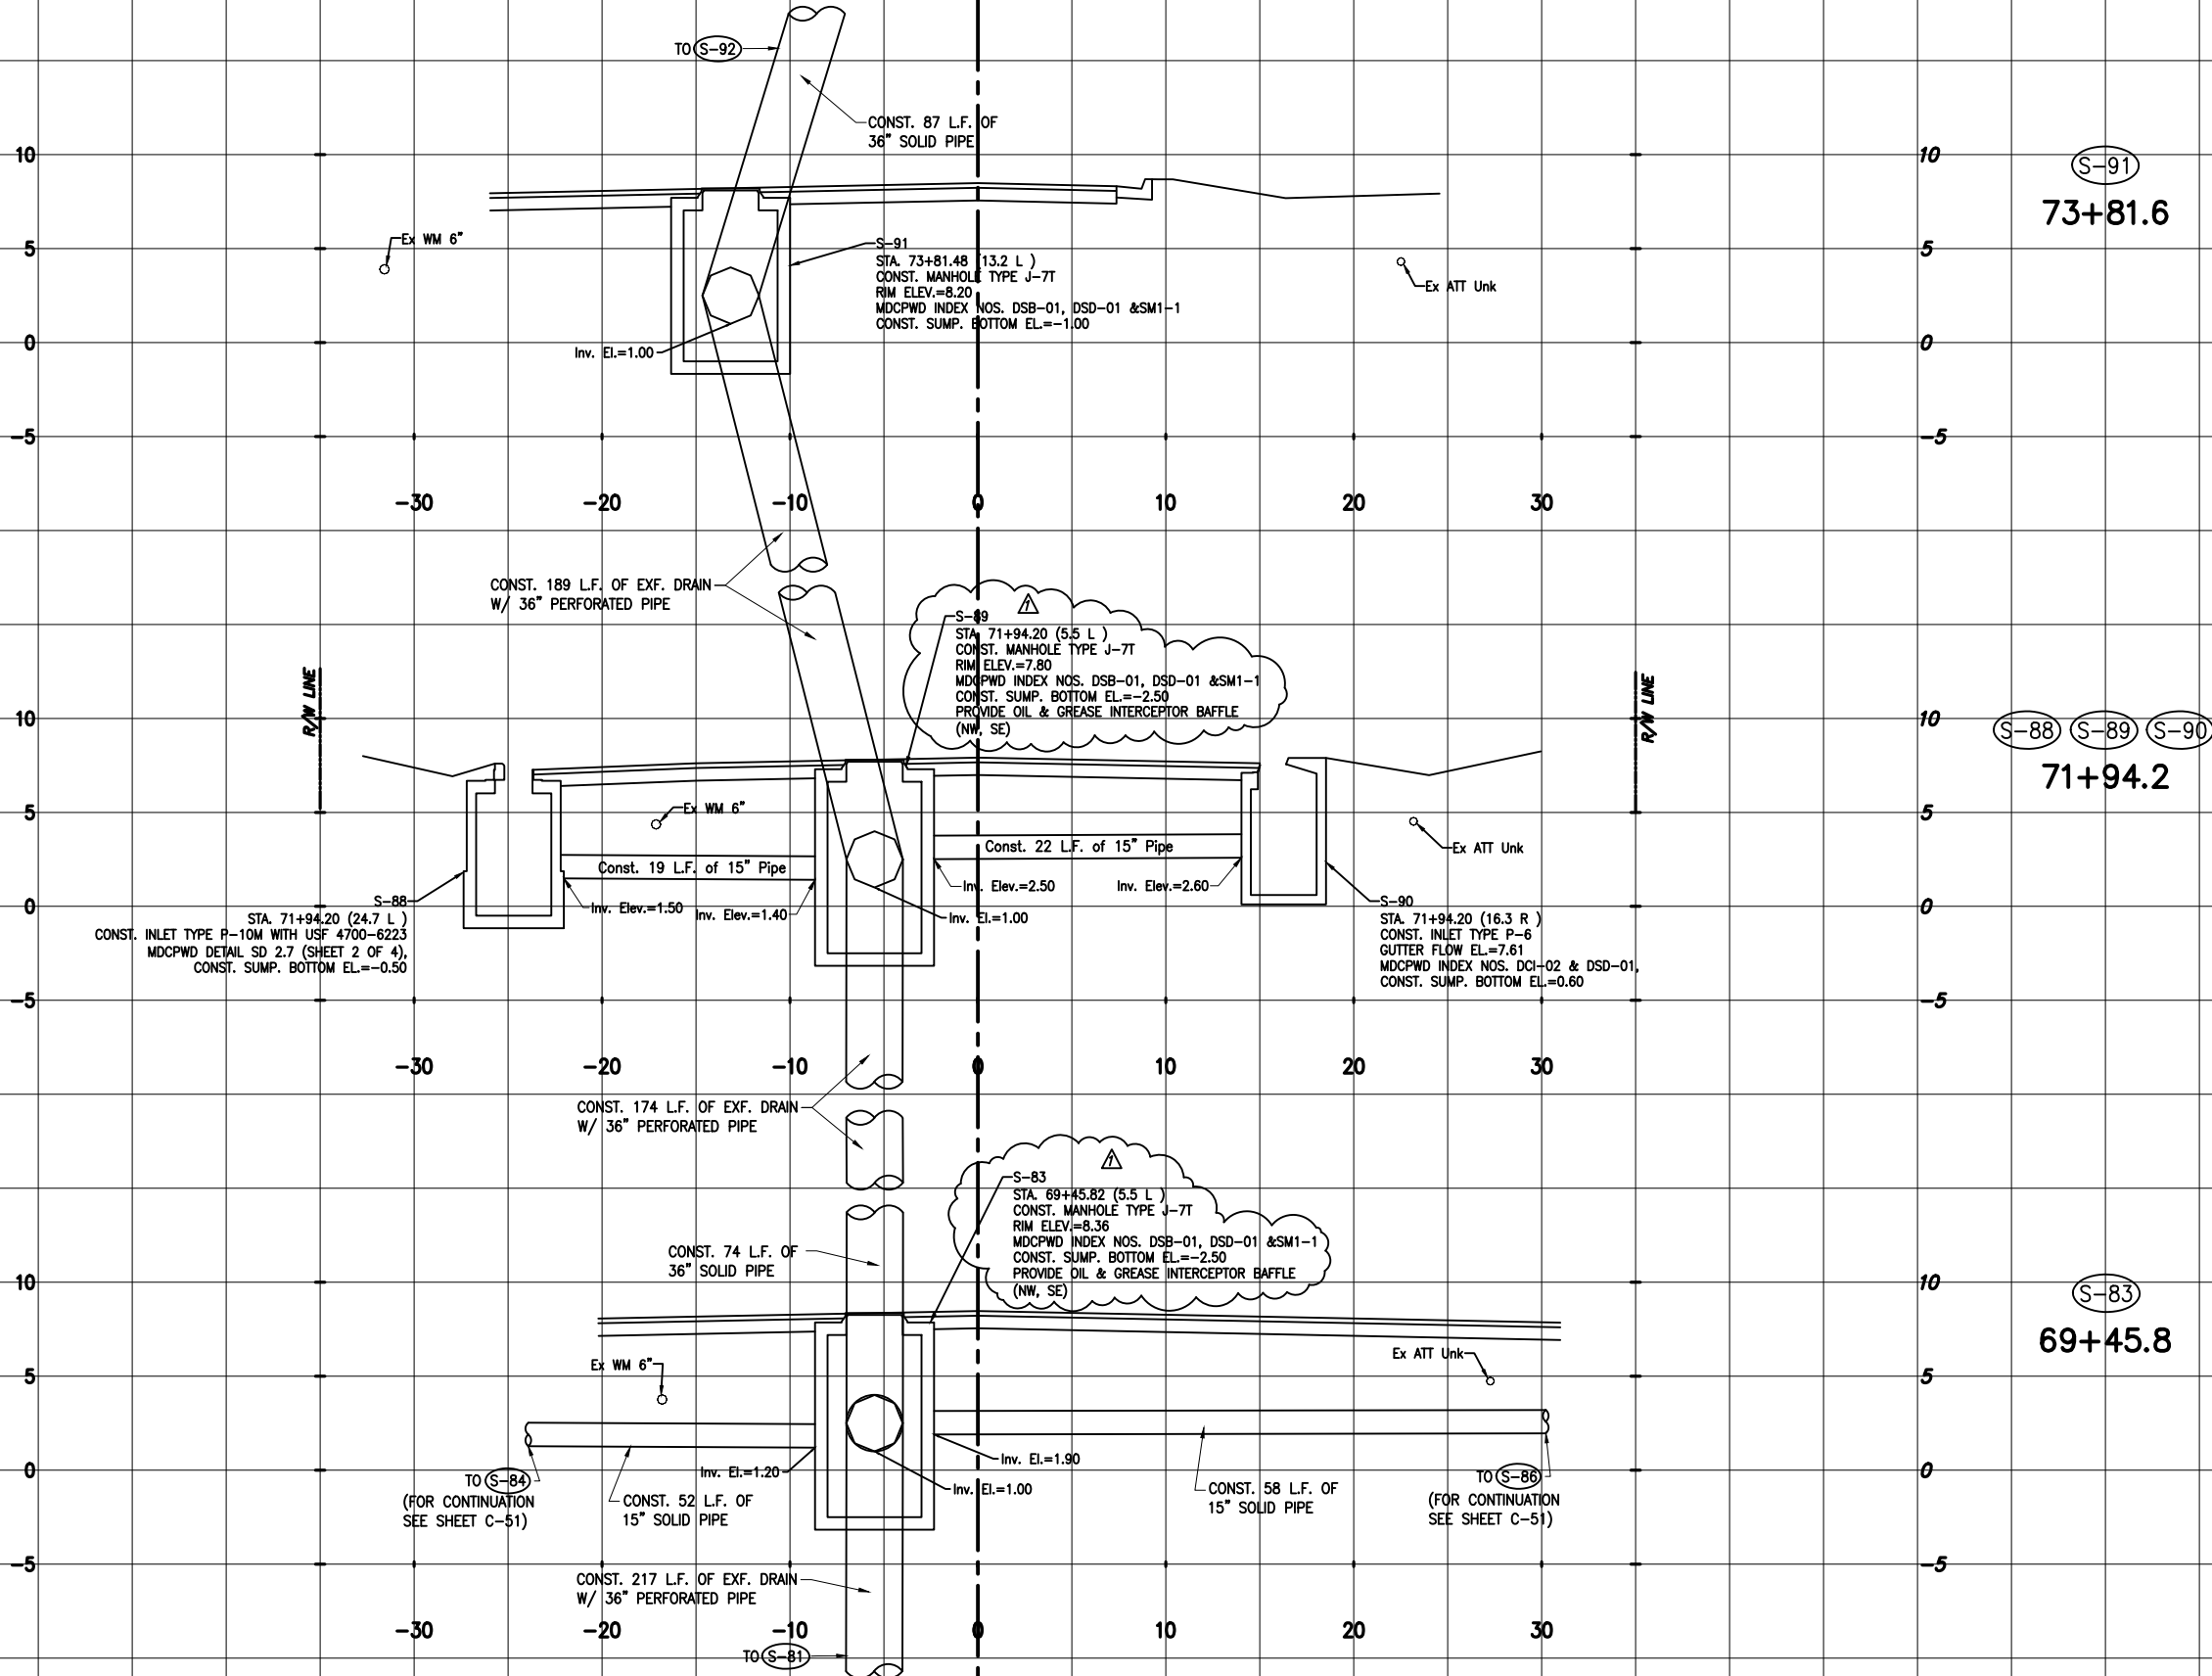 TO S-92
CONST. 87 L.F. OF
36" SOLID PIPE
10
10
S-91
73+81.6
Ex WM 6"
5
5
S-91
STA. 73+81.48 (13.2 L )
CONST. MANHOLE TYPE J-7T
RIM ELEV.=8.20
MDCPWD INDEX NOS. DSB-01, DSD-01 &SM1-1
CONST. SUMP. BOTTOM EL.=-1.00
Ex ATT Unk
0
0
Inv. El.=1.00
-5
-5
-30 -20 -10 0 10 20 30
CONST. 189 L.F. OF EXF. DRAIN
W/ 36" PERFORATED PIPE
1
S-89
STA. 71+94.20 (5.5 L )
CONST. MANHOLE TYPE J-7T
RIM ELEV.=7.80
MDCPWD INDEX NOS. DSB-01, DSD-01 &SM1-1
CONST. SUMP. BOTTOM EL.=-2.50
PROVIDE OIL & GREASE INTERCEPTOR BAFFLE
(NW, SE)
R/W LINE
R/W LINE
10
10
S-88 S-89 S-90
71+94.2
5
5
Ex WM 6"
Ex ATT Unk
Const. 19 L.F. of 15" Pipe
Const. 22 L.F. of 15" Pipe
Inv. Elev.=1.50
Inv. Elev.=1.40
Inv. Elev.=2.50
Inv. Elev.=2.60
Inv. El.=1.00
0
0
S-88
STA. 71+94.20 (24.7 L )
CONST. INLET TYPE P-10M WITH USF 4700-6223
MDCPWD DETAIL SD 2.7 (SHEET 2 OF 4),
CONST. SUMP. BOTTOM EL.=-0.50
S-90
STA. 71+94.20 (16.3 R )
CONST. INLET TYPE P-6
GUTTER FLOW EL.=7.61
MDCPWD INDEX NOS. DCI-02 & DSD-01,
CONST. SUMP. BOTTOM EL.=0.60
-5
-5
-30 -20 -10 0 10 20 30
CONST. 174 L.F. OF EXF. DRAIN
W/ 36" PERFORATED PIPE
1
S-83
STA. 69+45.82 (5.5 L )
CONST. MANHOLE TYPE J-7T
RIM ELEV.=8.36
MDCPWD INDEX NOS. DSB-01, DSD-01 &SM1-1
CONST. SUMP. BOTTOM EL.=-2.50
PROVIDE OIL & GREASE INTERCEPTOR BAFFLE
(NW, SE)
CONST. 74 L.F. OF
36" SOLID PIPE
10
10
S-83
69+45.8
Ex WM 6"
Ex ATT Unk
5
5
Inv. El.=1.20
Inv. El.=1.90
Inv. El.=1.00
0
0
TO S-84
(FOR CONTINUATION
SEE SHEET C-51)
CONST. 52 L.F. OF
15" SOLID PIPE
CONST. 58 L.F. OF
15" SOLID PIPE
TO S-86
(FOR CONTINUATION
SEE SHEET C-51)
-5
-5
CONST. 217 L.F. OF EXF. DRAIN
W/ 36" PERFORATED PIPE
-30 -20 -10 0 10 20 30
TO S-81